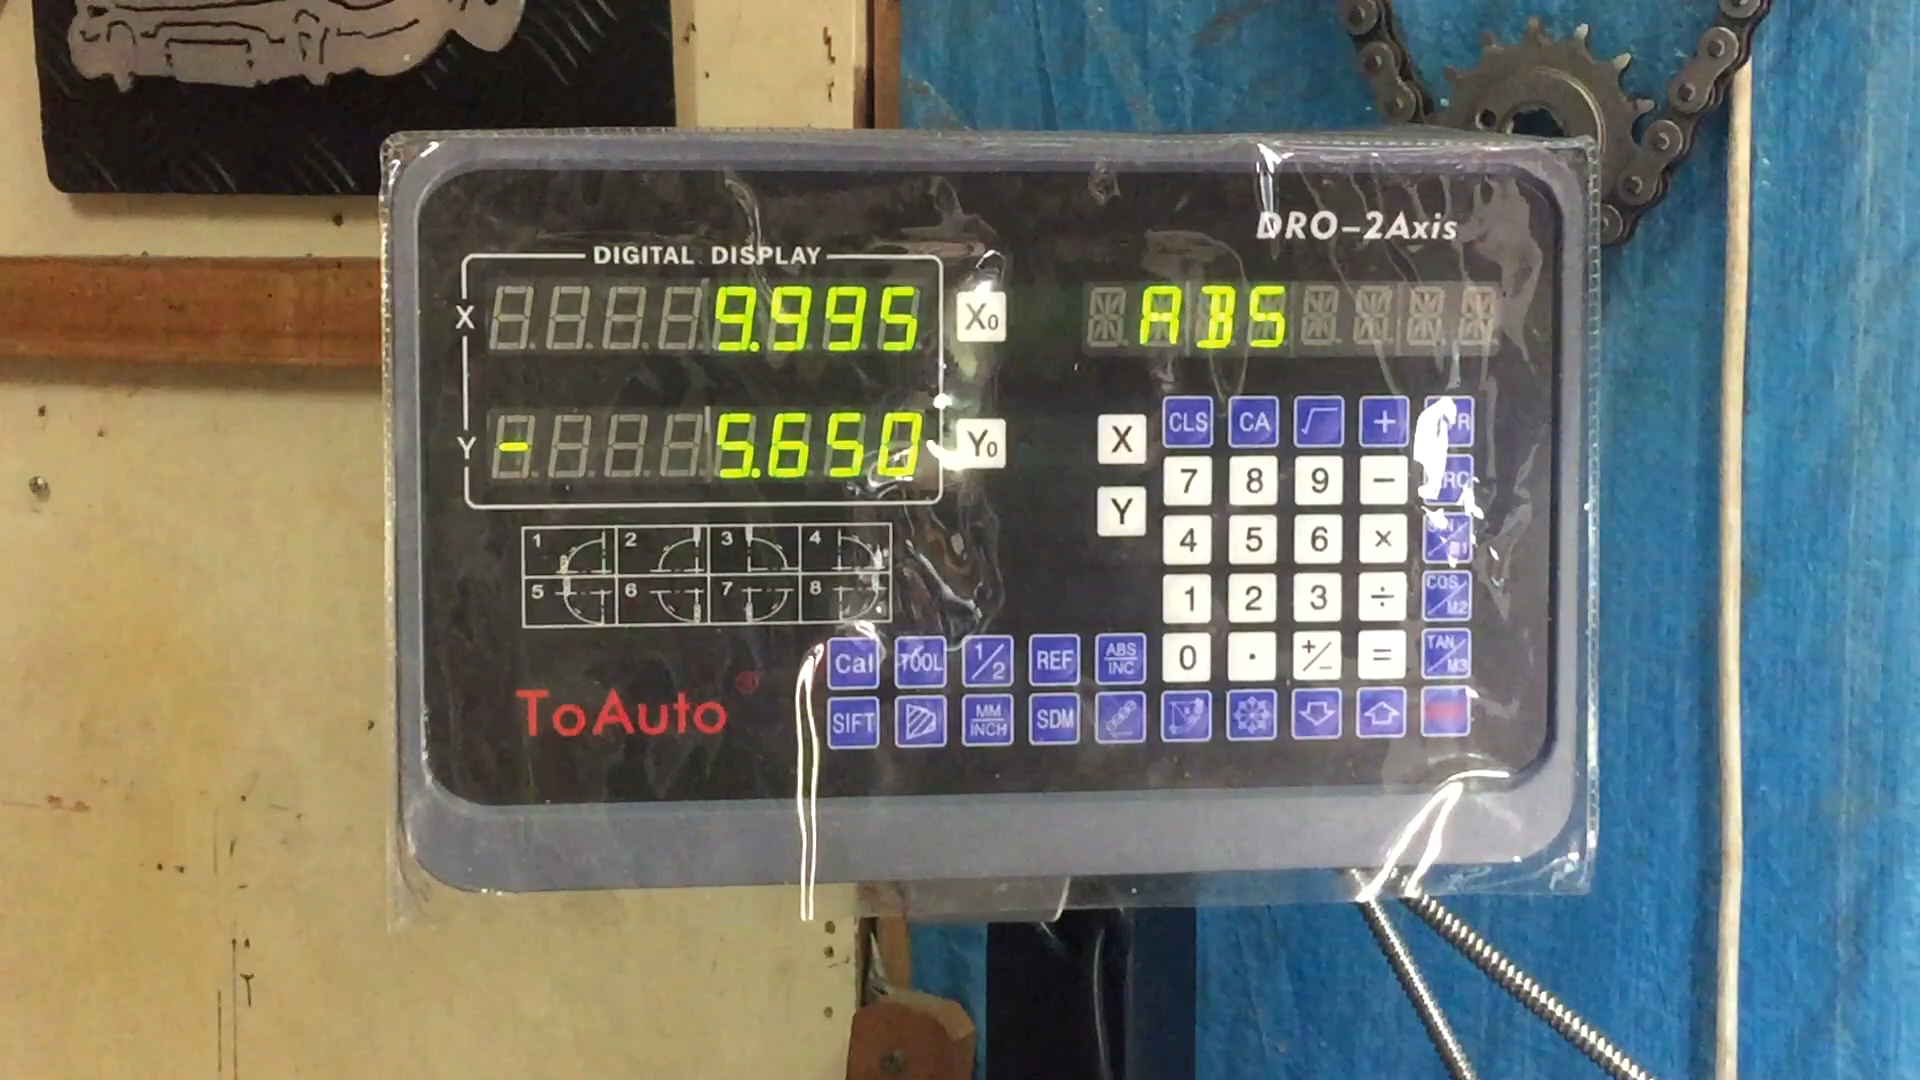 DRO-2Axis
DIGITAL DISPLAY
X 9.995 X0
ABS
Y -5.650 Y0
X CLS CA √ +
7 8 9 −
Y
4 5 6 ×
1 2 3 ÷ COS/M2
0 . +/− = TAN/M3
1 2 3 4
5 6 7 8
Cal TOOL 1/2 REF ABS/INC
SIFT MM/INCH SDM
ToAuto®